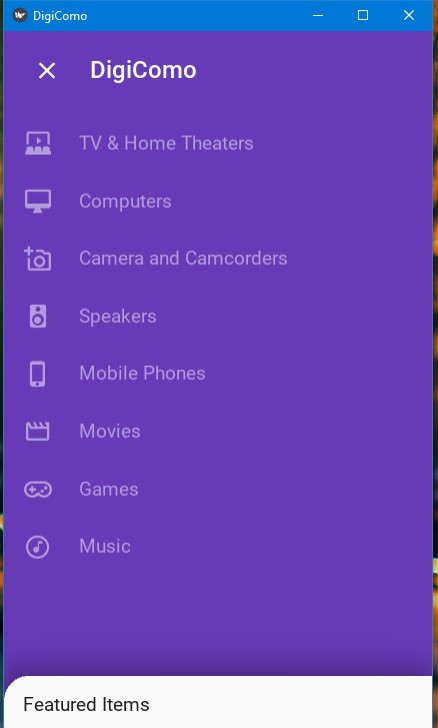 DigiComo
DigiComo
TV & Home Theaters
Computers
Camera and Camcorders
Speakers
Mobile Phones
Movies
Games
Music
Featured Items